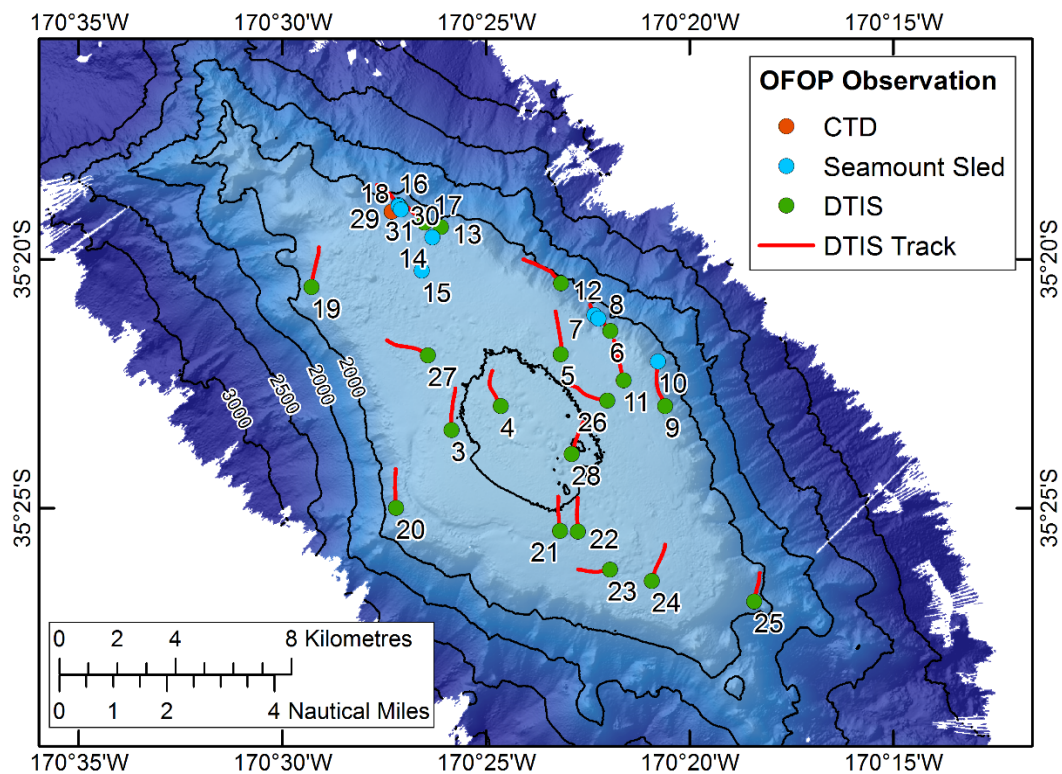 170°35'W 170°30'W 170°25'W 170°20'W 170°15'W
OFOP Observation
CTD
Seamount Sled
DTIS
DTIS Track
18 16
29 30 17
31 13
35°20'S 35°20'S
14
15
19 12 8
7
6
27 5 10
2000
2000
2500
3000
11
4 26 9
3
28
35°25'S 35°25'S
20 21 22
23 24
25
0 2 4 8 Kilometres
0 1 2 4 Nautical Miles
170°35'W 170°30'W 170°25'W 170°20'W 170°15'W